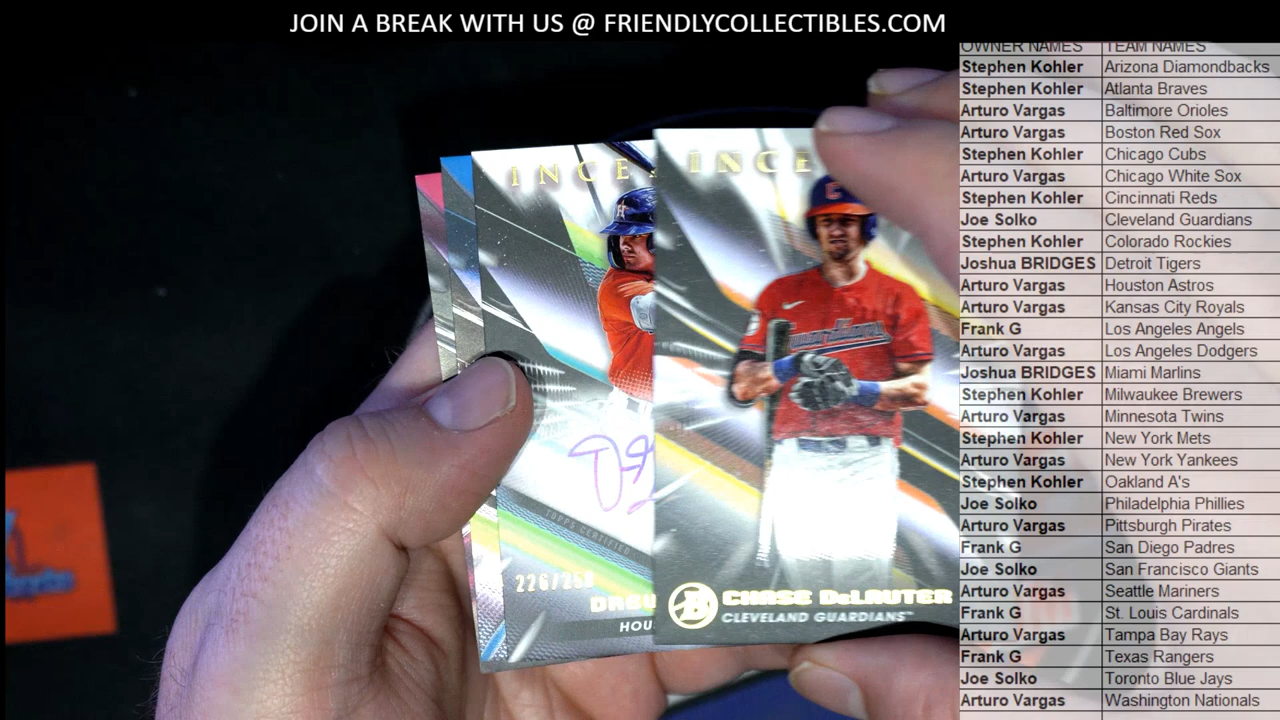 JOIN A BREAK WITH US @ FRIENDLYCOLLECTIBLES.COM
OWNER NAMES TEAM NAMES
Stephen Kohler Arizona Diamondbacks
Stephen Kohler Atlanta Braves
Arturo Vargas Baltimore Orioles
Arturo Vargas Boston Red Sox
Stephen Kohler Chicago Cubs
Arturo Vargas Chicago White Sox
Stephen Kohler Cincinnati Reds
Joe Solko Cleveland Guardians
Stephen Kohler Colorado Rockies
Joshua BRIDGES Detroit Tigers
Arturo Vargas Houston Astros
Arturo Vargas Kansas City Royals
Frank G Los Angeles Angels
Arturo Vargas Los Angeles Dodgers
Joshua BRIDGES Miami Marlins
Stephen Kohler Milwaukee Brewers
Arturo Vargas Minnesota Twins
Stephen Kohler New York Mets
Arturo Vargas New York Yankees
Stephen Kohler Oakland A's
Joe Solko Philadelphia Phillies
Arturo Vargas Pittsburgh Pirates
Frank G San Diego Padres
Joe Solko San Francisco Giants
Arturo Vargas Seattle Mariners
Frank G St. Louis Cardinals
Arturo Vargas Tampa Bay Rays
Frank G Texas Rangers
Joe Solko Toronto Blue Jays
Arturo Vargas Washington Nationals
INCE
INCE
TOPPS CERTIFIED
226/250
DREW
HOU
CHASE DeLAUTER
CLEVELAND GUARDIANS™